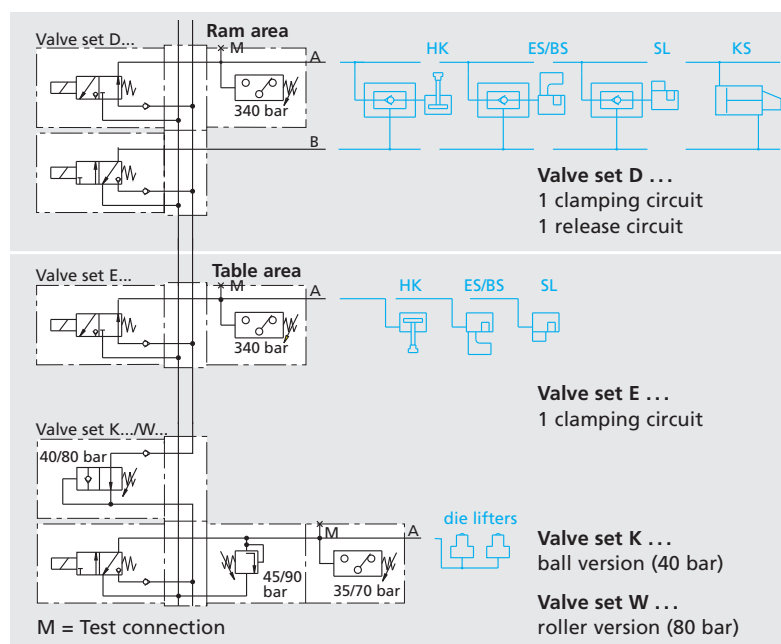 Valve set D...
Ram area
M
A
340 bar
B
HK
ES/BS
SL
KS
Valve set D ...
1 clamping circuit
1 release circuit
Valve set E...
Table area
M
A
340 bar
HK
ES/BS
SL
Valve set E ...
1 clamping circuit
Valve set K.../W...
40/80 bar
45/90
bar
M
A
35/70 bar
die lifters
Valve set K ...
ball version (40 bar)
Valve set W ...
roller version (80 bar)
M = Test connection